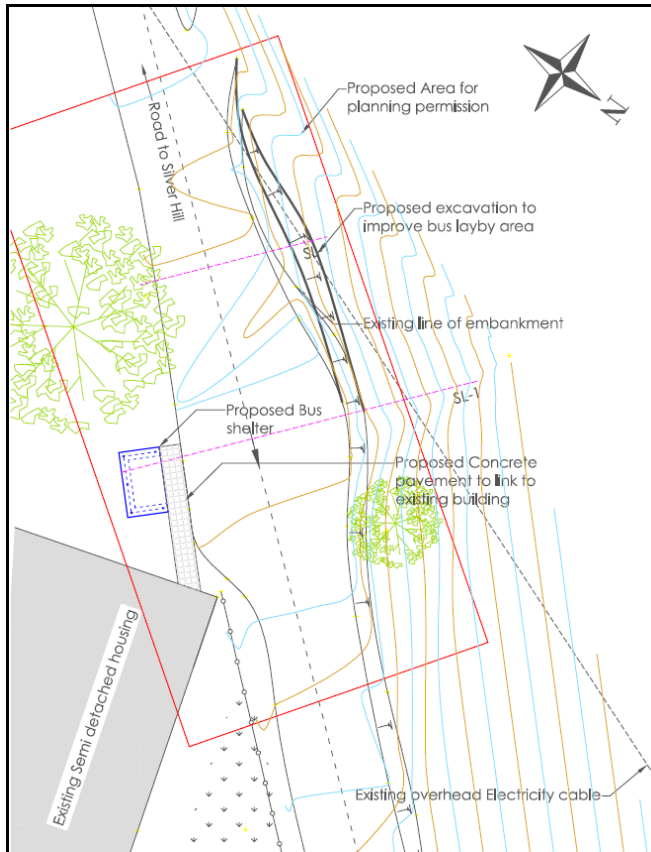 Proposed Area for
planning permission
N
Road to Silver Hill
Proposed excavation to
improve bus layby area
SL
Existing line of embankment
SL-1
Proposed Bus
shelter
Proposed Concrete
pavement to link to
existing building
Existing Semi detached housing
Existing overhead Electricity cable